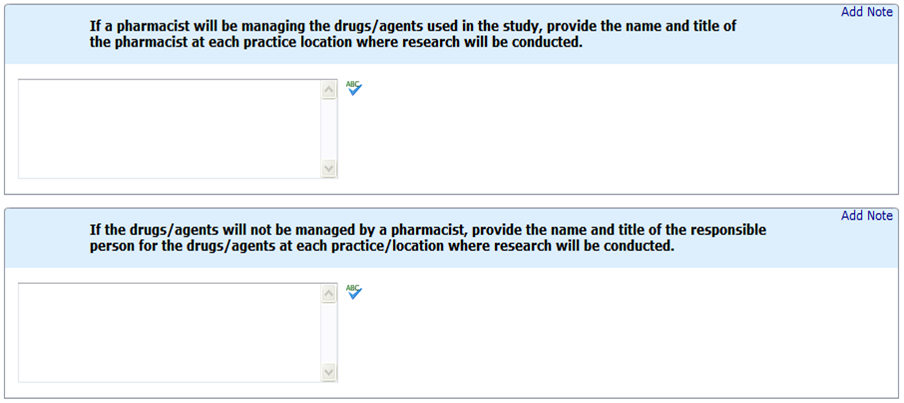 Add Note
If a pharmacist will be managing the drugs/agents used in the study, provide the name and title of
the pharmacist at each practice location where research will be conducted.
ABC
Add Note
If the drugs/agents will not be managed by a pharmacist, provide the name and title of the responsible
person for the drugs/agents at each practice/location where research will be conducted.
ABC